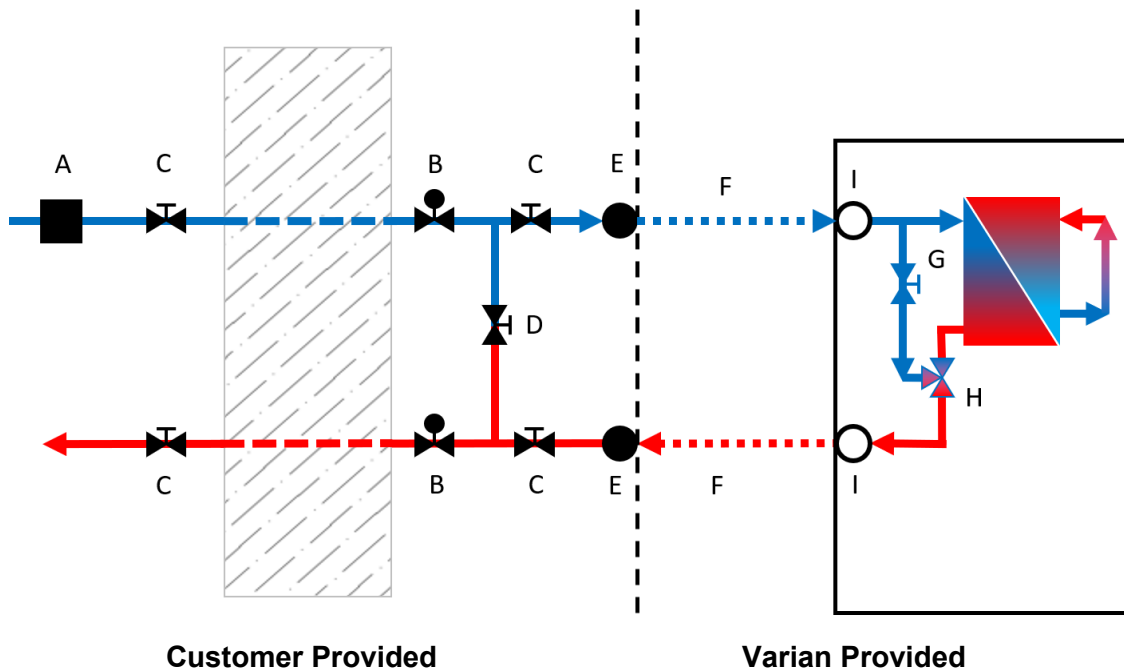 A C B C E F I
G
D
H
C B C E F I
Customer Provided Varian Provided